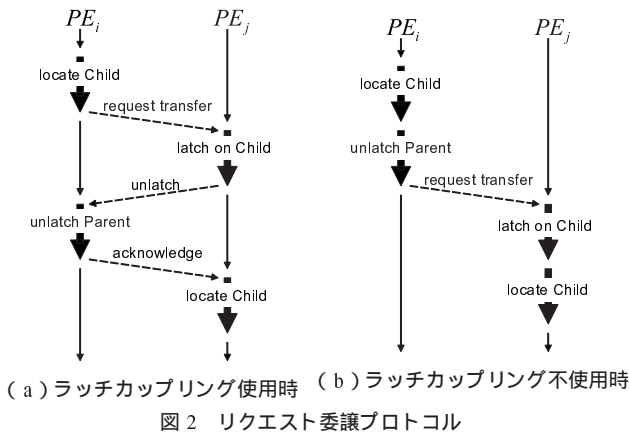 PEi
PEj
locate Child
request transfer
latch on Child
unlatch
unlatch Parent
acknowledge
locate Child
(a)ラッチカップリング使用時
PEi
PEj
locate Child
unlatch Parent
request transfer
latch on Child
locate Child
(b)ラッチカップリング不使用時
図2 リクエスト委譲プロトコル